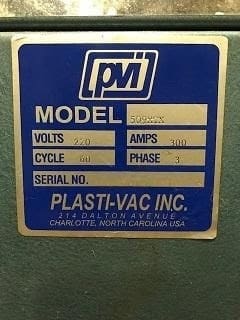 pvi
MODEL
VOLTS 220 AMPS 300
CYCLE 60 PHASE 3
SERIAL NO.
PLASTI-VAC INC.
214 DALTON AVENUE
CHARLOTTE, NORTH CAROLINA USA